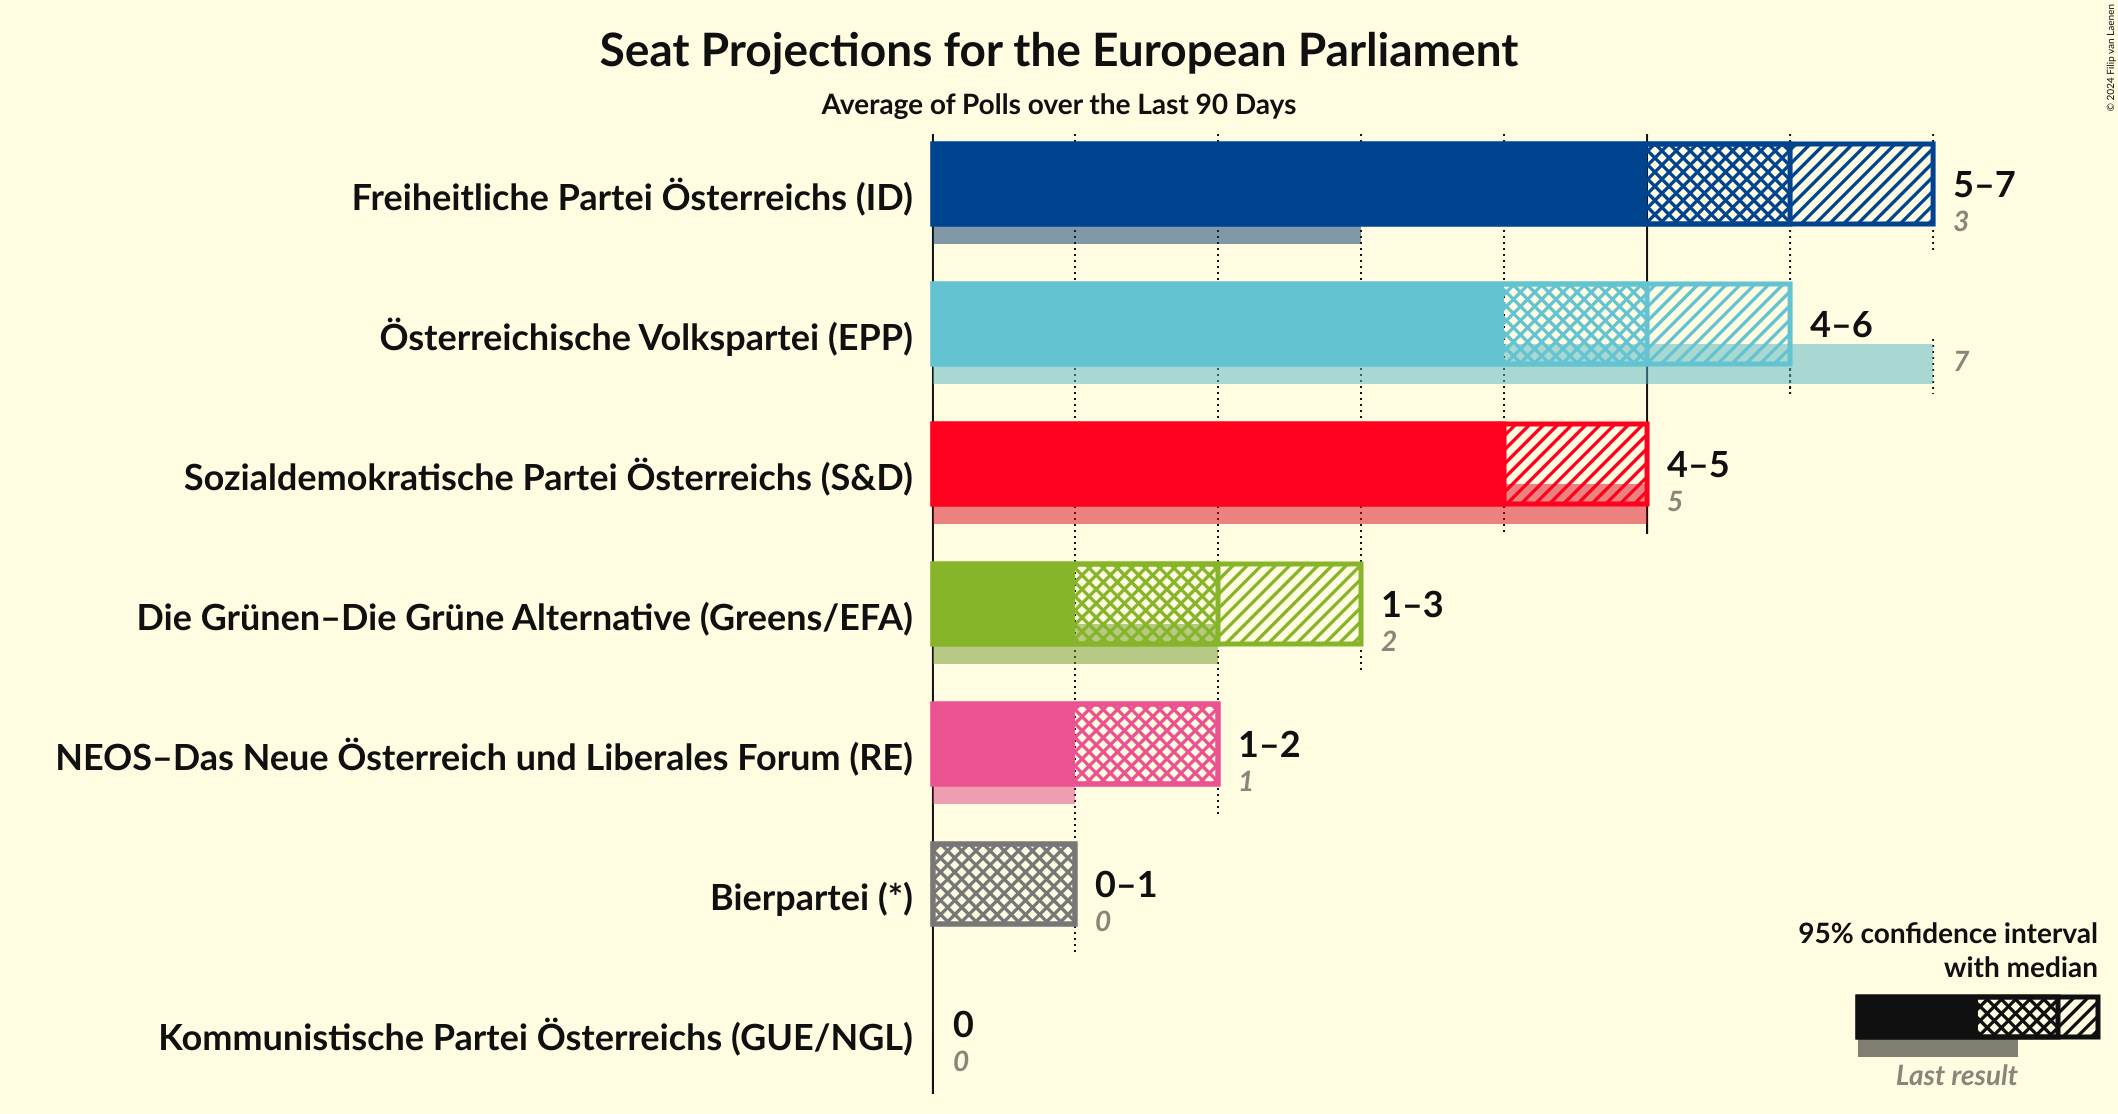 Seat Projections for the European Parliament
Average of Polls over the Last 90 Days
© 2024 Filip van Laenen
Freiheitliche Partei Österreichs (ID)
5–7
3
Österreichische Volkspartei (EPP)
4–6
7
Sozialdemokratische Partei Österreichs (S&D)
4–5
5
Die Grünen–Die Grüne Alternative (Greens/EFA)
1–3
2
NEOS–Das Neue Österreich und Liberales Forum (RE)
1–2
1
Bierpartei (*)
0–1
0
Kommunistische Partei Österreichs (GUE/NGL)
0
0
95% confidence interval
with median
Last result